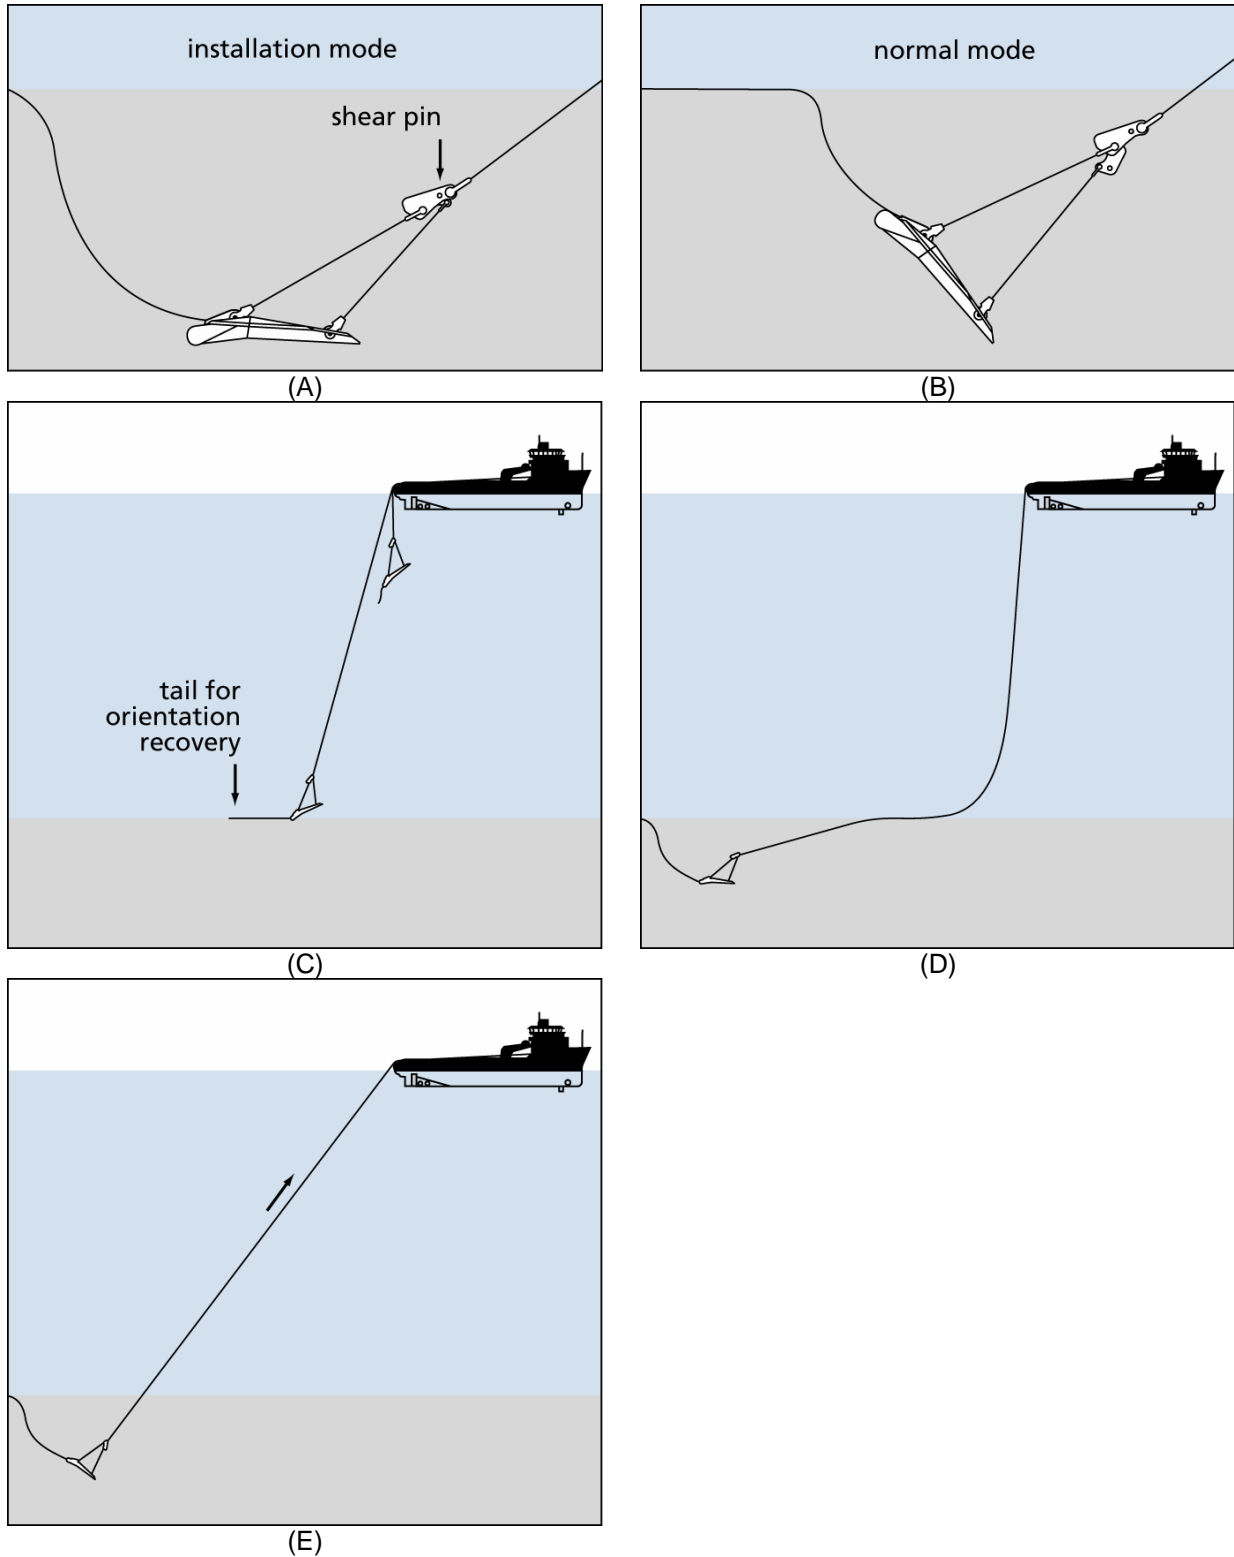 installation mode
shear pin
(A)
normal mode
(B)
tail for
orientation
recovery
(C)
(D)
(E)